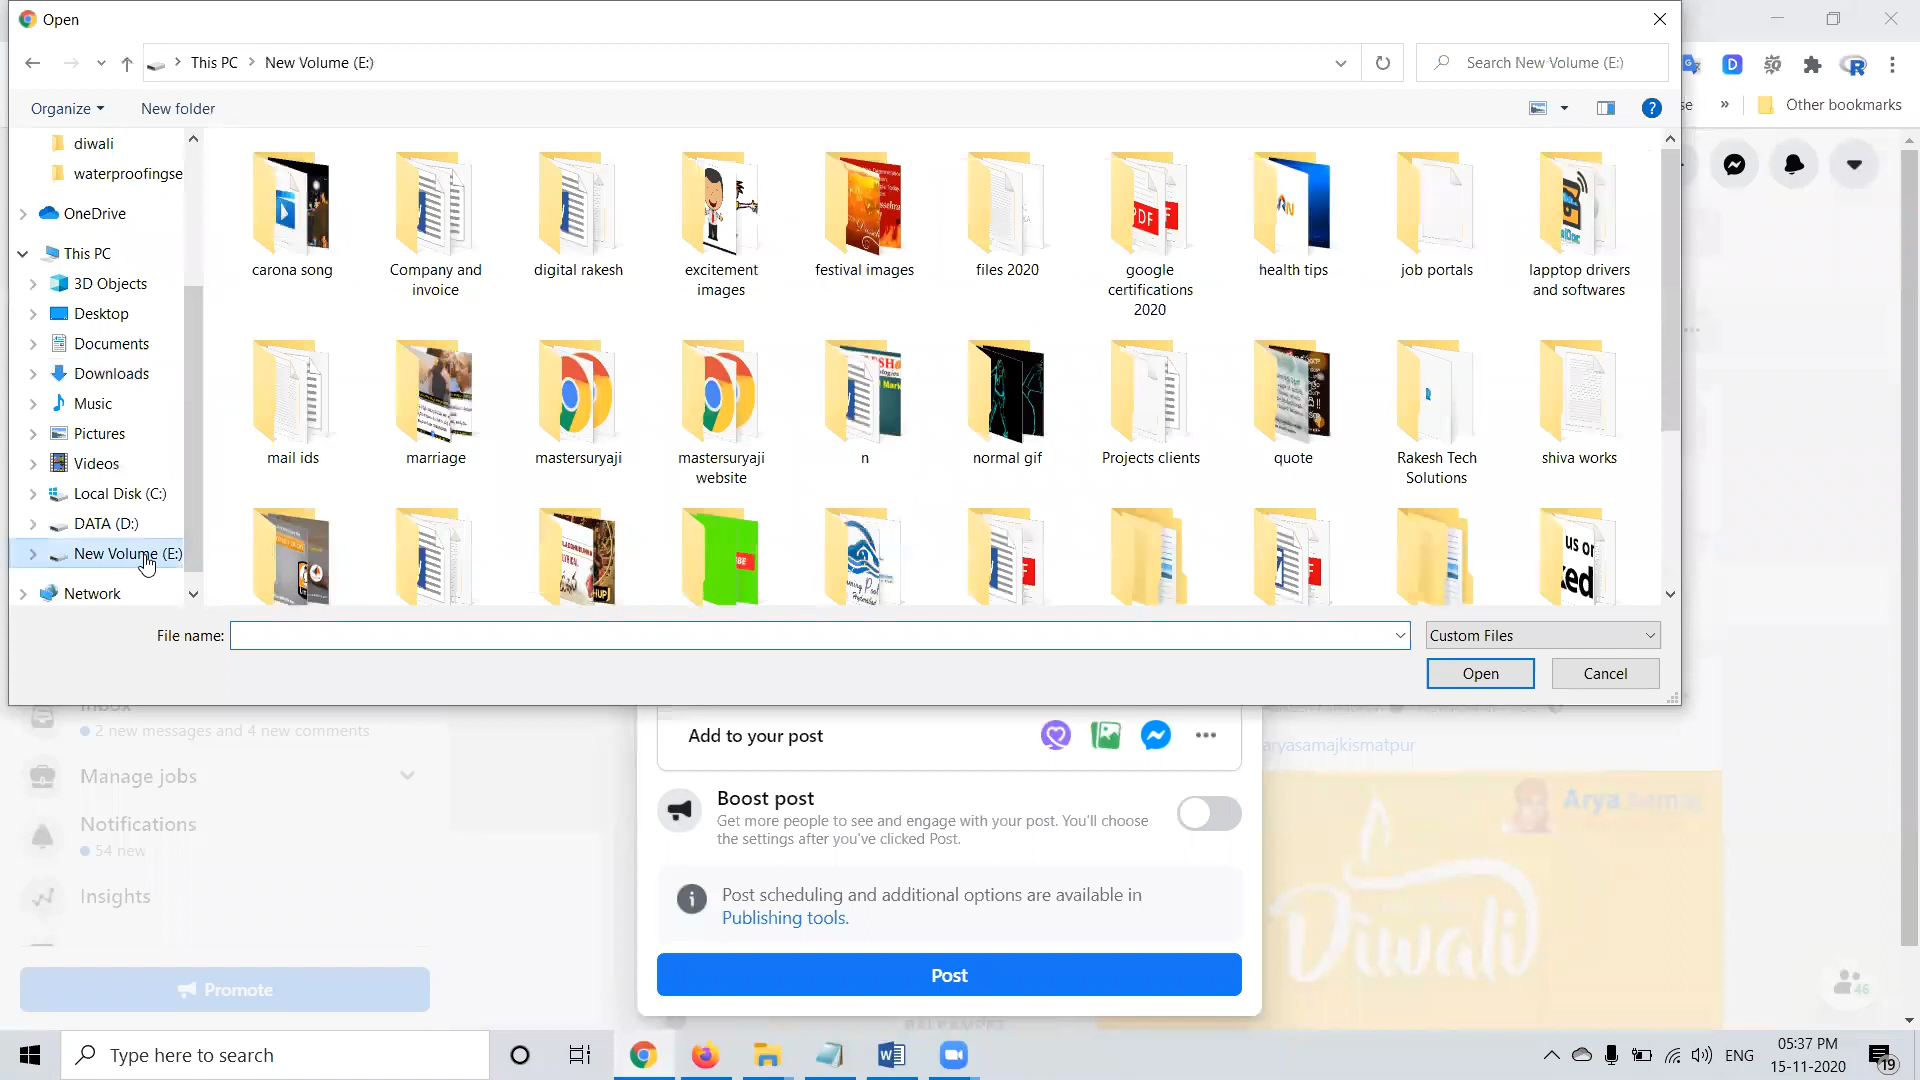 Open
This PC
New Volume (E:)
Search New Volume (E:)
Organize
New folder
Other bookmarks
diwali
waterproofingse
OneDrive
This PC
3D Objects
Desktop
Documents
Downloads
Music
Pictures
Videos
Local Disk (C:)
DATA (D:)
New Volume (E:)
Network
carona song
Company and
invoice
digital rakesh
excitement
images
festival images
files 2020
google
certifications
2020
health tips
job portals
lapptop drivers
and softwares
mail ids
marriage
mastersuryaji
mastersuryaji
website
n
normal gif
Projects clients
quote
Rakesh Tech
Solutions
shiva works
File name:
Custom Files
Open
Cancel
Inbox
2 new messages and 4 new comments
Manage jobs
Notifications
54 new
Insights
Promote
Add to your post
Boost post
Get more people to see and engage with your post. You'll choose
the settings after you've clicked Post.
Post scheduling and additional options are available in
Publishing tools.
Post
aryasamajkismatpur
Arya Samaj
Diwali
46
Type here to search
ENG
05:37 PM
15-11-2020
19